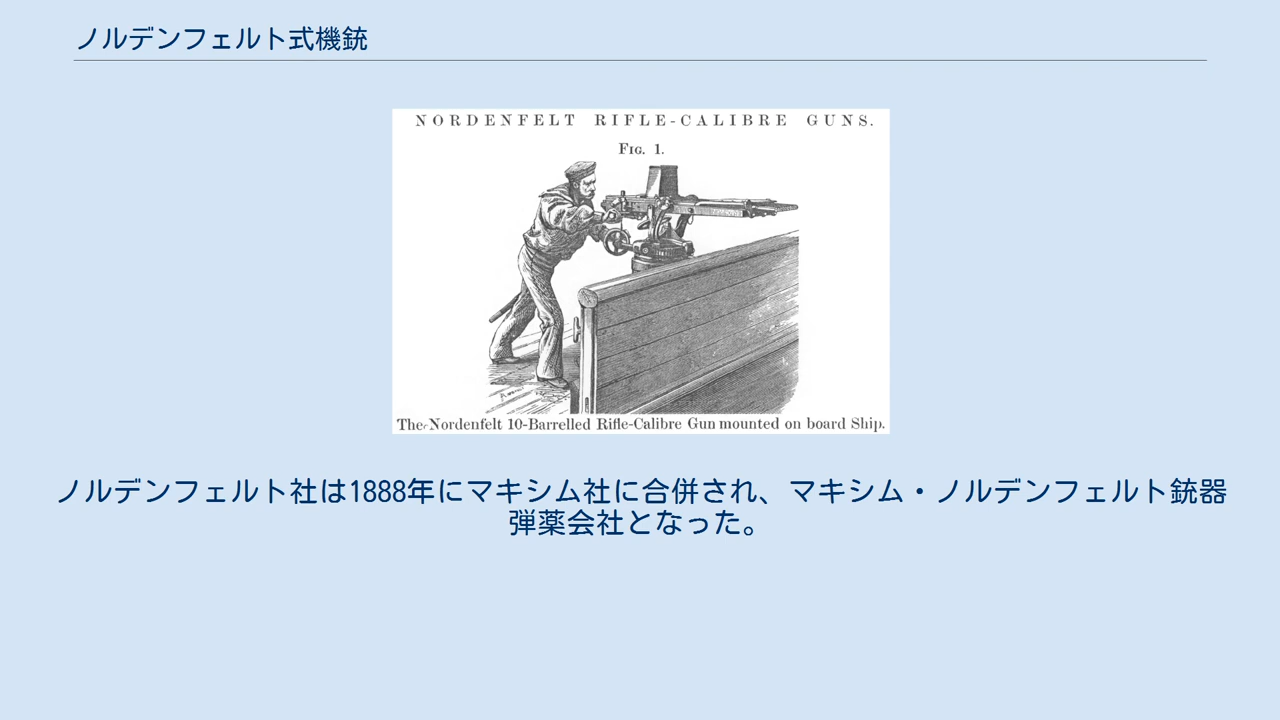 ノルデンフェルト式機銃
NORDENFELT RIFLE-CALIBRE GUNS.
FIG. 1.
The Nordenfelt 10-Barrelled Rifle-Calibre Gun mounted on board Ship.
ノルデンフェルト社は1888年にマキシム社に合併され、マキシム・ノルデンフェルト銃器
弾薬会社となった。